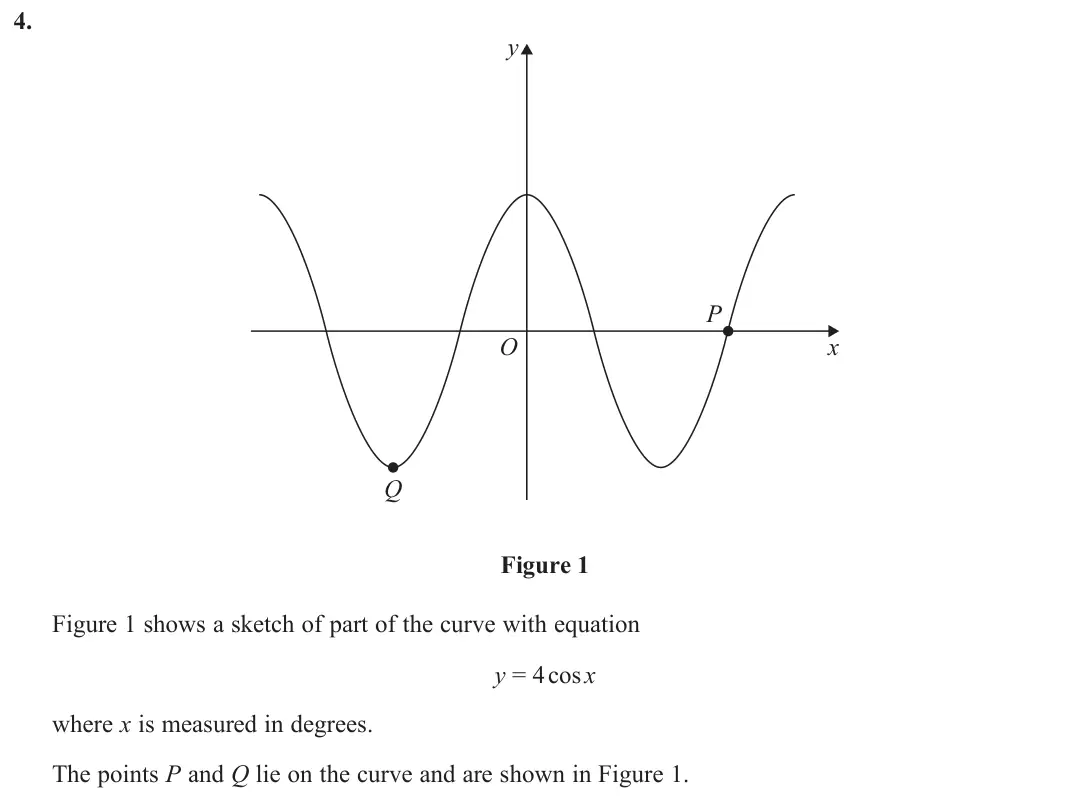 4.
y
P
O
x
Q
Figure 1
Figure 1 shows a sketch of part of the curve with equation
y = 4 cos x
where x is measured in degrees.
The points P and Q lie on the curve and are shown in Figure 1.